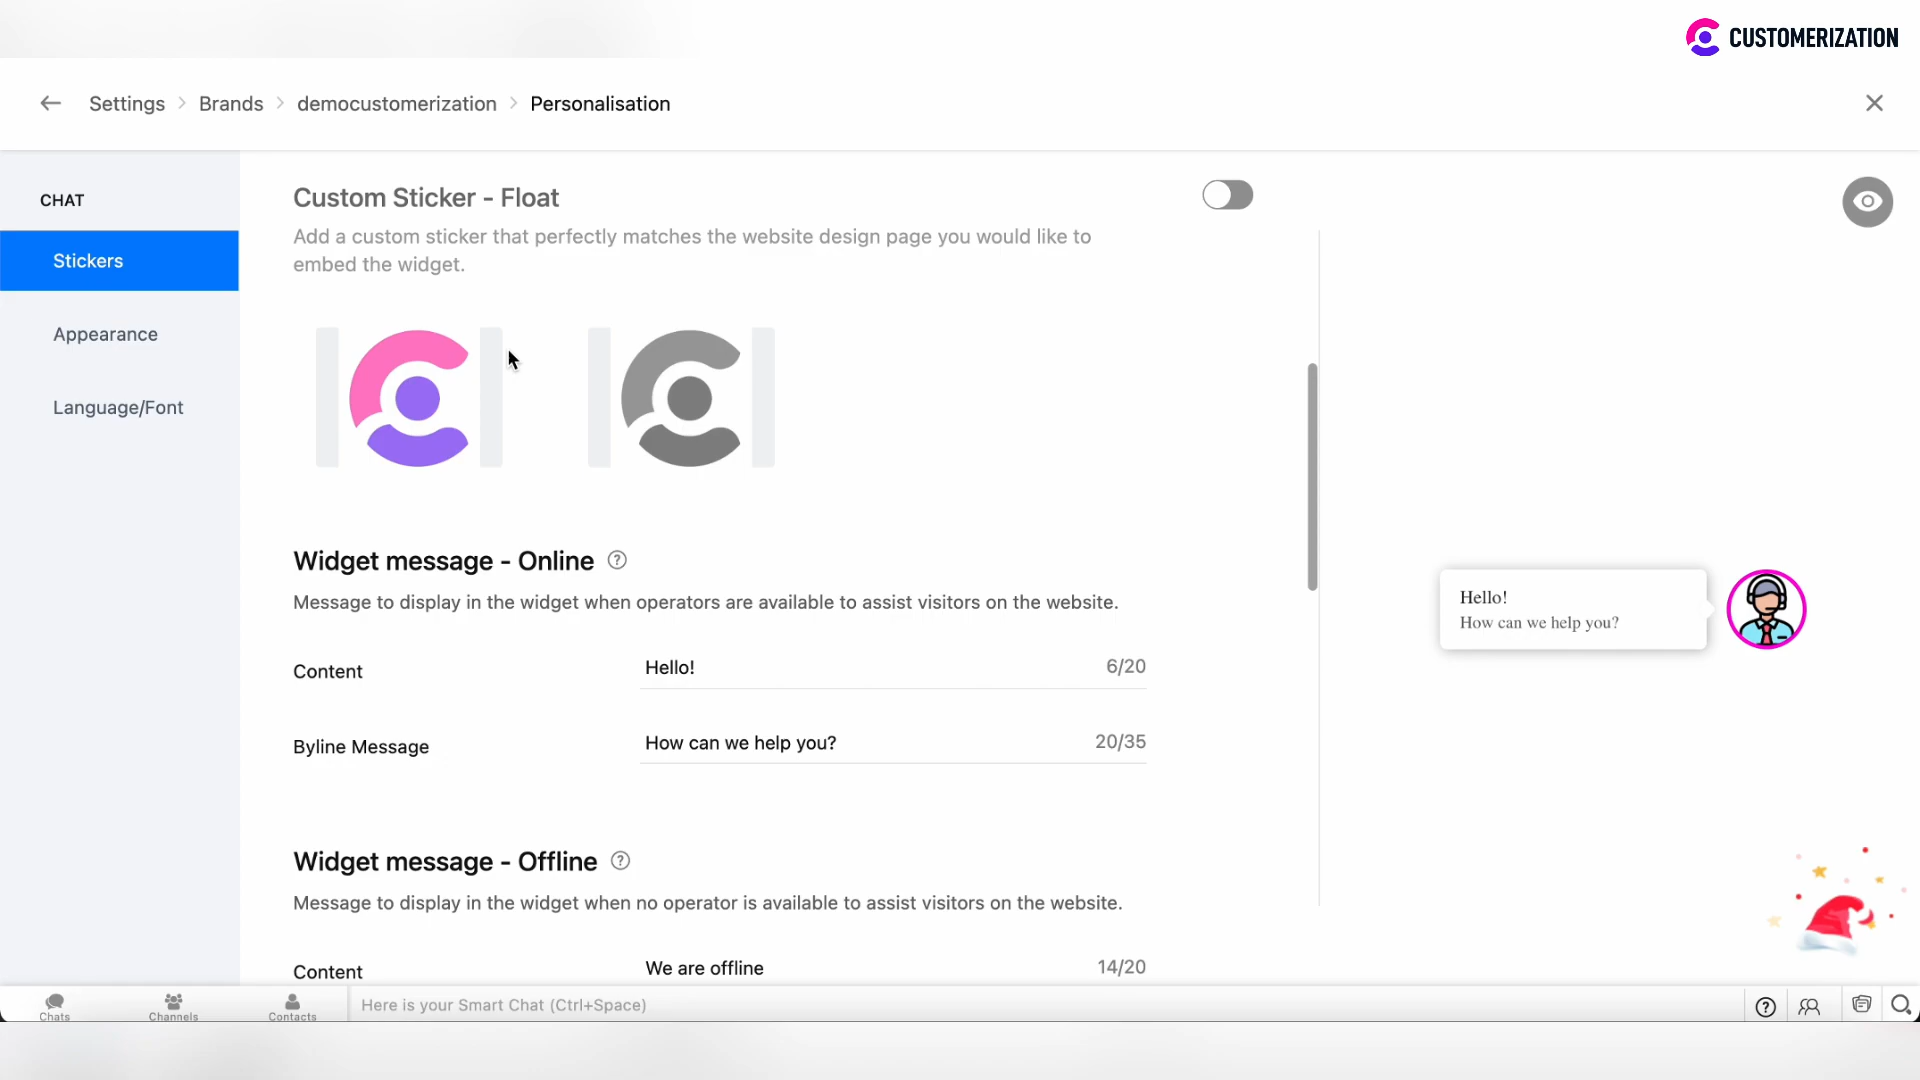 CUSTOMERIZATION
Settings > Brands > democustomerization > Personalisation
CHAT
Stickers
Appearance
Language/Font
Custom Sticker - Float
Add a custom sticker that perfectly matches the website design page you would like to
embed the widget.
Widget message - Online
Message to display in the widget when operators are available to assist visitors on the website.
Content Hello! 6/20
Byline Message How can we help you? 20/35
Widget message - Offline
Message to display in the widget when no operator is available to assist visitors on the website.
Content We are offline 14/20
Hello!
How can we help you?
Chats
Channels
Contacts
Here is your Smart Chat (Ctrl+Space)